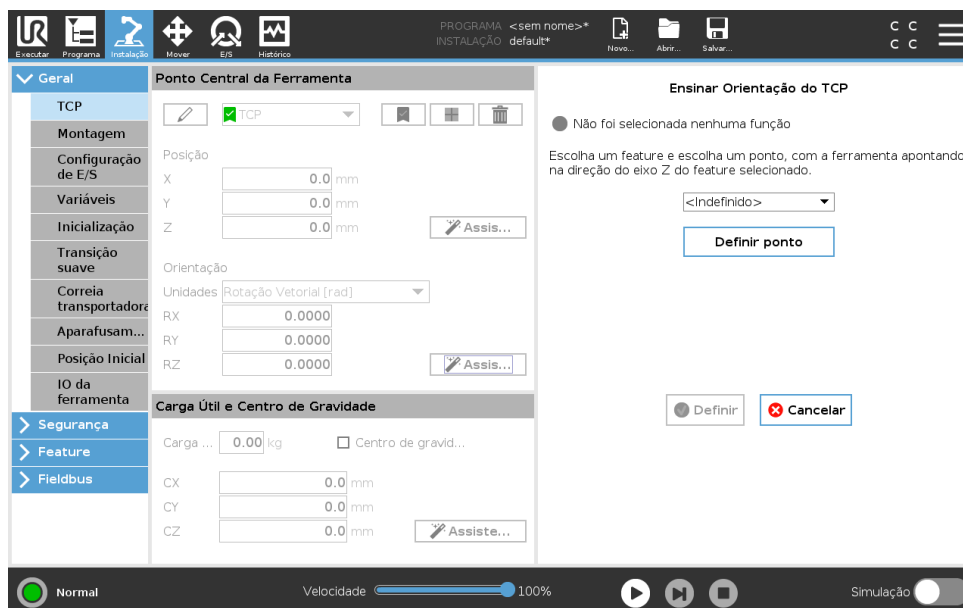 PROGRAMA <sem nome>*
INSTALAÇÃO default*
Executar Programa Instalação Mover E/S Histórico Novo... Abrir... Salvar...
C C
C C
Geral
TCP
Montagem
Configuração
de E/S
Variáveis
Inicialização
Transição
suave
Correia
transportadora
Aparafusam...
Posição Inicial
IO da
ferramenta
Segurança
Feature
Fieldbus
Ponto Central da Ferramenta
TCP
Posição
X 0.0 mm
Y 0.0 mm
Z 0.0 mm Assis...
Orientação
Unidades Rotação Vetorial [rad]
RX 0.0000
RY 0.0000
RZ 0.0000 Assis...
Carga Útil e Centro de Gravidade
Carga ... 0.00 kg Centro de gravid...
CX 0.0 mm
CY 0.0 mm
CZ 0.0 mm Assiste...
Ensinar Orientação do TCP
Não foi selecionada nenhuma função
Escolha um feature e escolha um ponto, com a ferramenta apontando
na direção do eixo Z do feature selecionado.
<Indefinido>
Definir ponto
Definir Cancelar
Normal Velocidade 100% Simulação